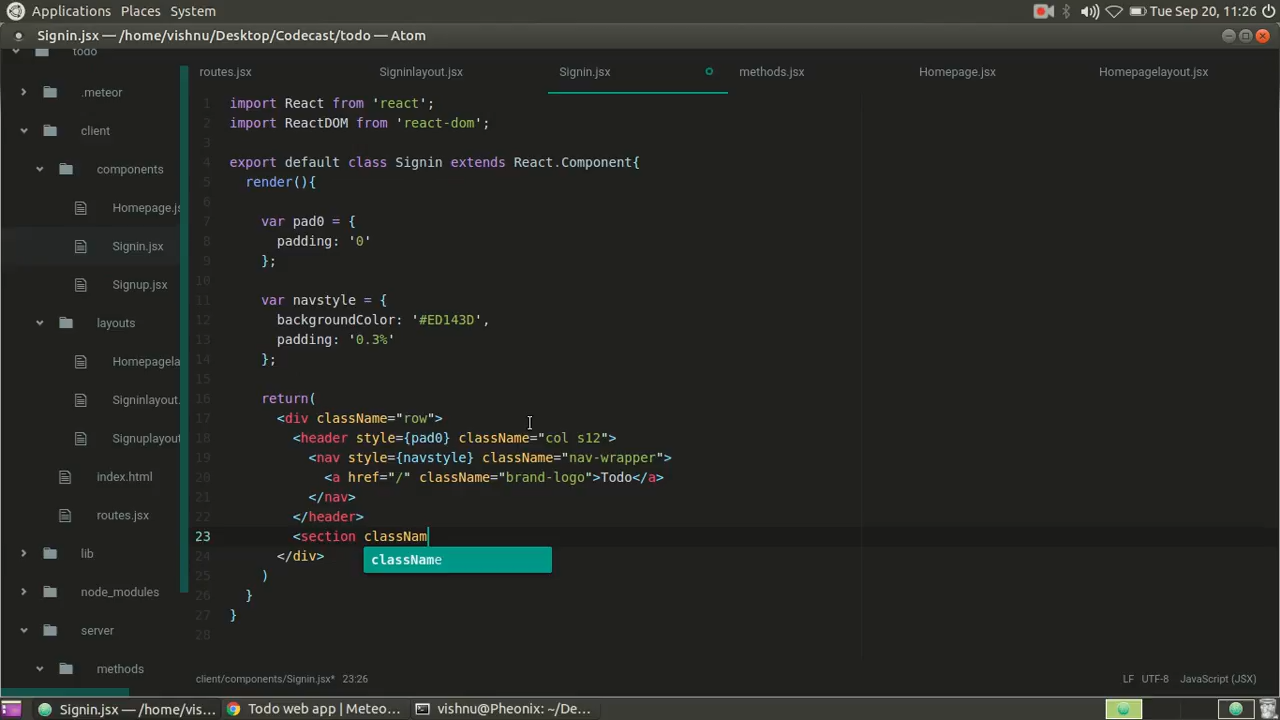 Applications Places System
Tue Sep 20, 11:26
Signin.jsx — /home/vishnu/Desktop/Codecast/todo — Atom
todo
.meteor
client
components
Homepage.js
Signin.jsx
Signup.jsx
layouts
Homepagela
Signinlayout.
Signuplayout
index.html
routes.jsx
lib
node_modules
server
methods
routes.jsx Signinlayout.jsx Signin.jsx methods.jsx Homepage.jsx Homepagelayout.jsx
1 import React from 'react';
2 import ReactDOM from 'react-dom';
3
4 export default class Signin extends React.Component{
5 render(){
6
7 var pad0 = {
8 padding: '0'
9 };
10
11 var navstyle = {
12 backgroundColor: '#ED143D',
13 padding: '0.3%'
14 };
15
16 return(
17 <div className="row">
18 <header style={pad0} className="col s12">
19 <nav style={navstyle} className="nav-wrapper">
20 <a href="/" className="brand-logo">Todo</a>
21 </nav>
22 </header>
23 <section classNam
className
24 </div>
25 )
26 }
27 }
28
client/components/Signin.jsx* 23:26
LF UTF-8 JavaScript (JSX)
Signin.jsx — /home/vis... Todo web app | Meteo... vishnu@Pheonix: ~/De...